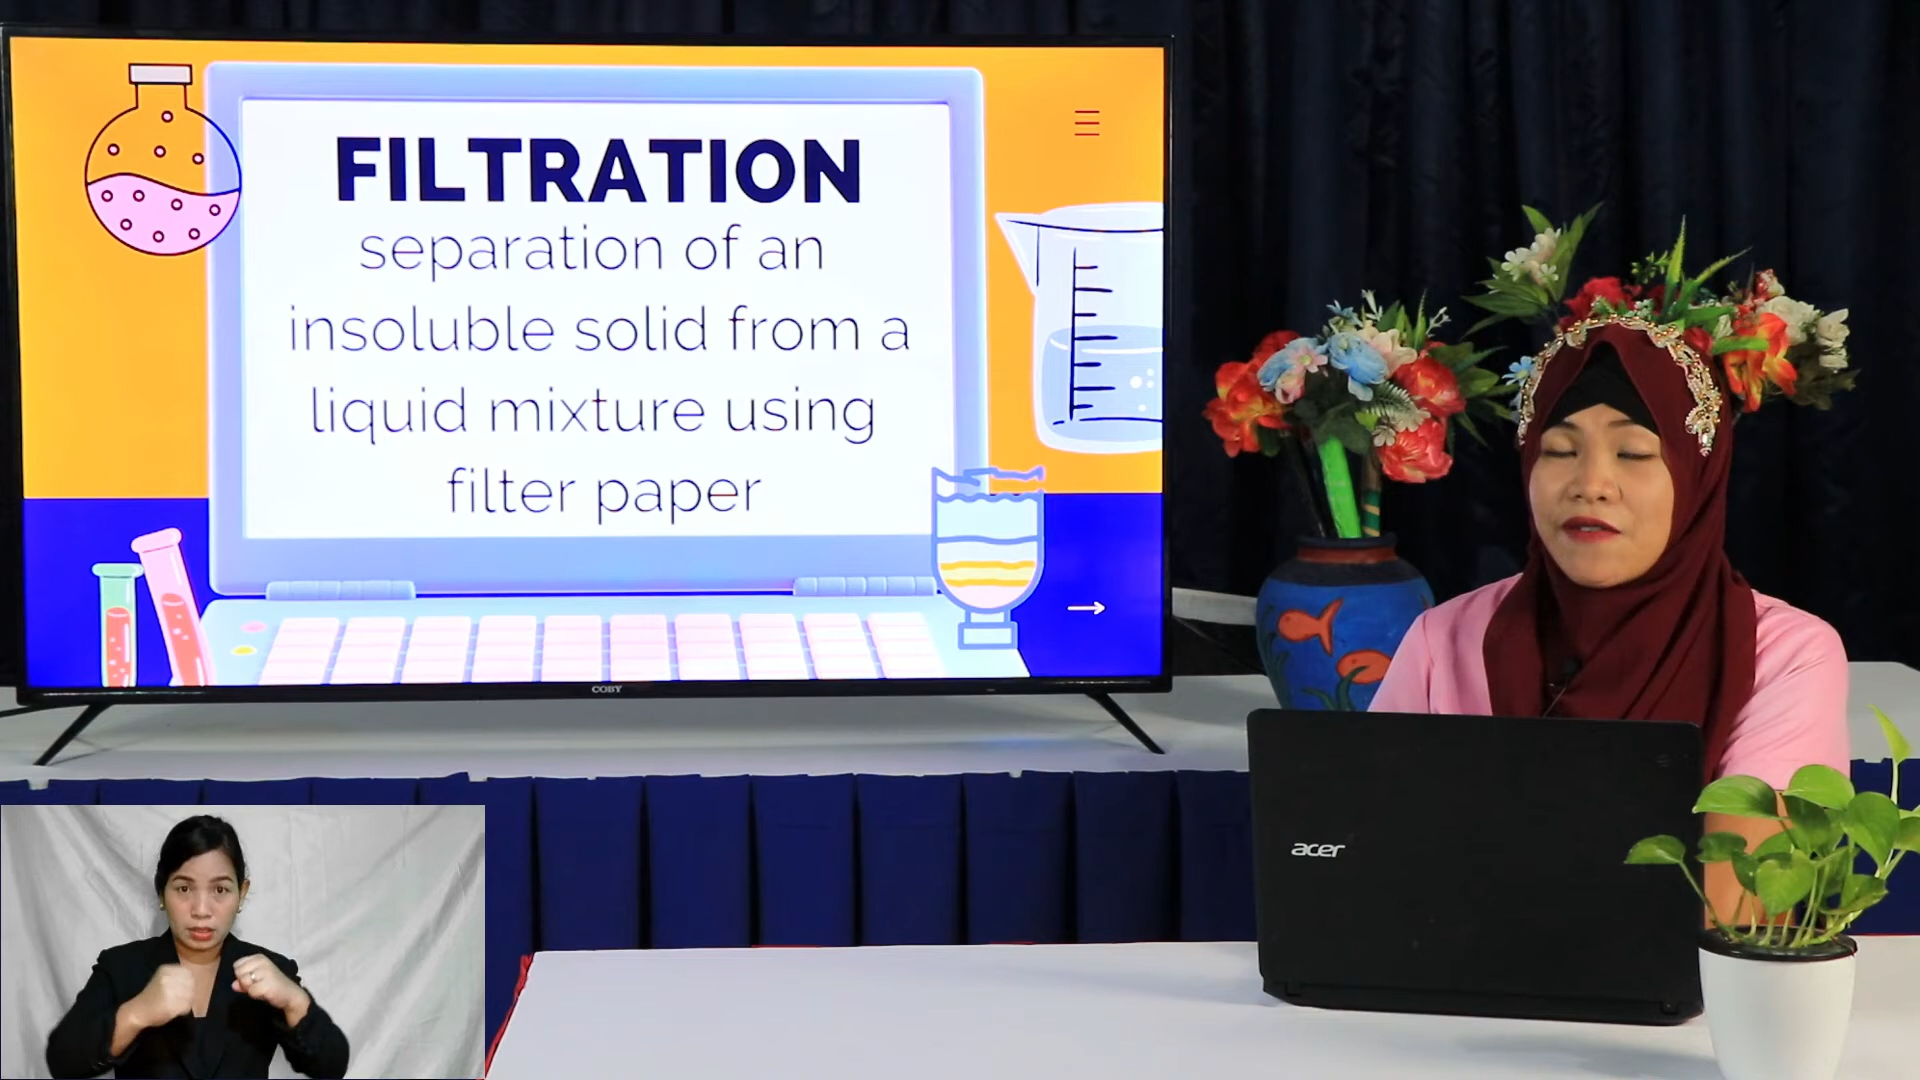 FILTRATION
separation of an
insoluble solid from a
liquid mixture using
filter paper
COBY
acer